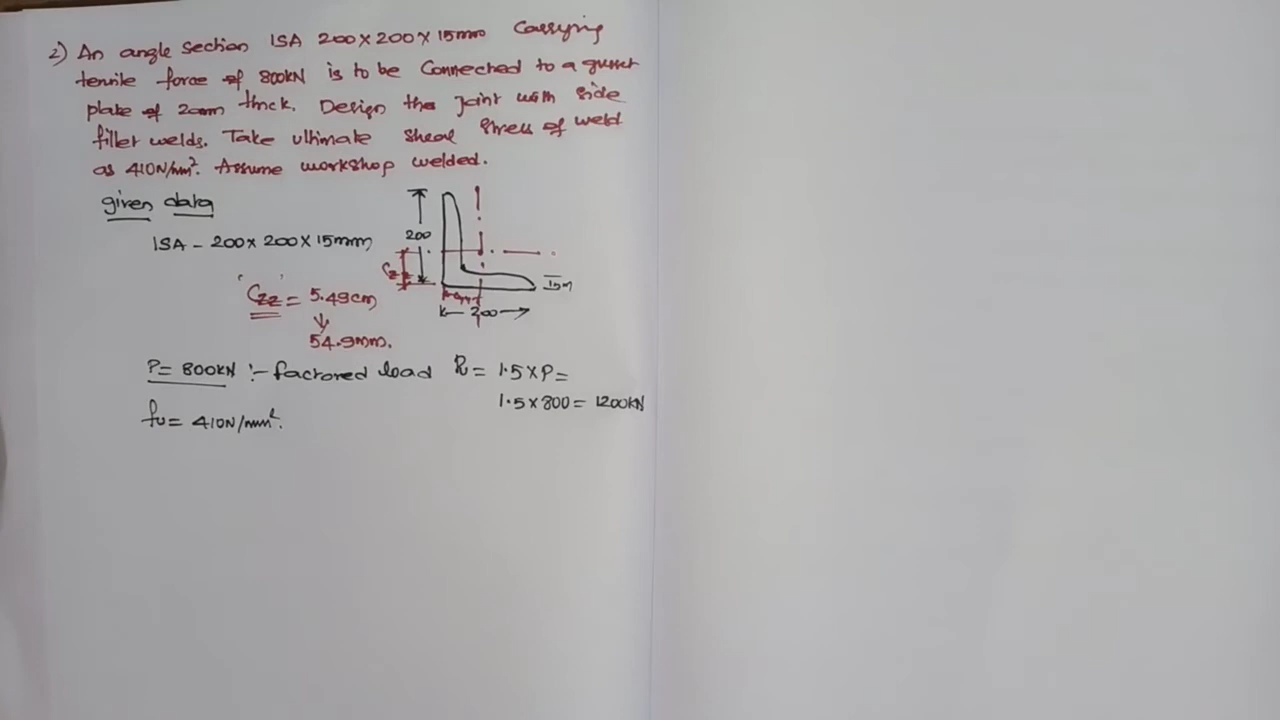 2) An angle section ISA 200×200×15mm Carrying
tensile force of 800kN is to be Connected to a gusset
plate of 20mm thick. Design the Joint with side
fillet welds. Take ultimate shear stress of weld
as 410N/mm². Assume workshop welded.
given data
ISA - 200×200×15mm
200
Czz
15m
200
"Czz" = 5.49cm
54.9mm.
P= 800kN :- factored load Pu = 1.5×P=
1.5×800= 1200kN
fu= 410N/mm².